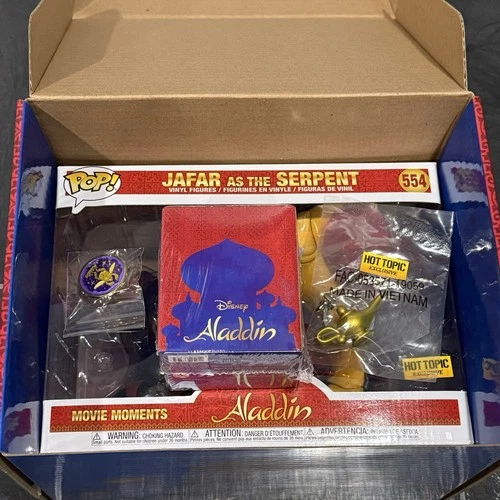 POP!
JAFAR AS THE SERPENT
VINYL FIGURES / FIGURINES EN VINYLE / FIGURAS DE VINIL
554
HOT TOPIC
EXCLUSIVE
MADE IN VIETNAM
Disney
Aladdin
HOT TOPIC
EXCLUSIVE
MOVIE MOMENTS
Aladdin
WARNING: CHOKING HAZARD.
ATTENTION: DANGER D'ÉTOUFFEMENT.
ADVERTENCIA: